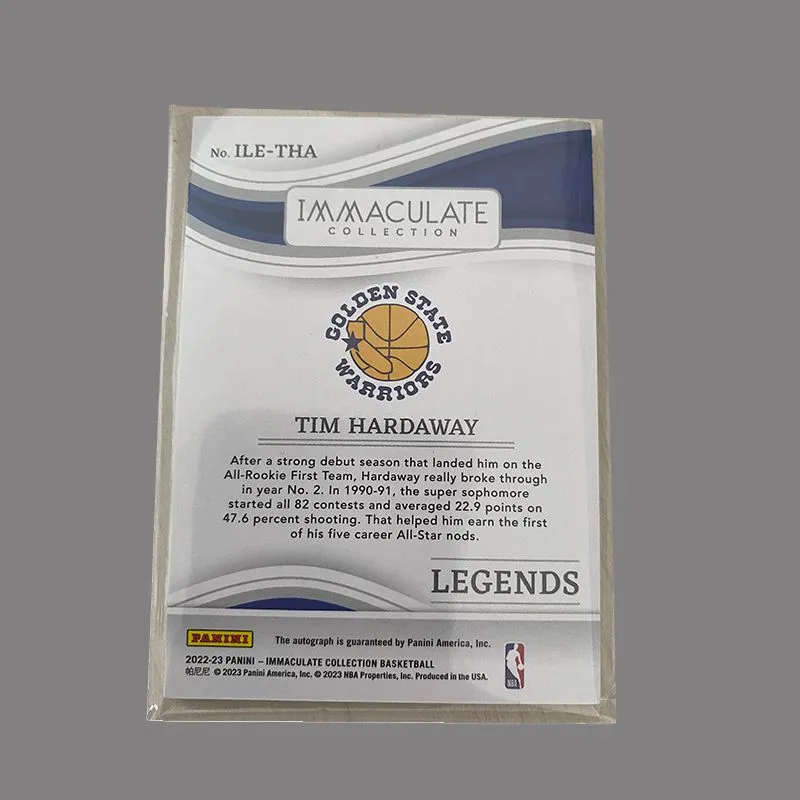 No. ILE-THA
IMMACULATE
COLLECTION
GOLDEN STATE
WARRIORS
TIM HARDAWAY
After a strong debut season that landed him on the
All-Rookie First Team, Hardaway really broke through
in year No. 2. In 1990-91, the super sophomore
started all 82 contests and averaged 22.9 points on
47.6 percent shooting. That helped him earn the first
of his five career All-Star nods.
LEGENDS
PANINI
The autograph is guaranteed by Panini America, Inc.
2022-23 PANINI – IMMACULATE COLLECTION BASKETBALL
帕尼尼 © 2023 Panini America, Inc. © 2023 NBA Properties, Inc. Produced in the USA.
NBA